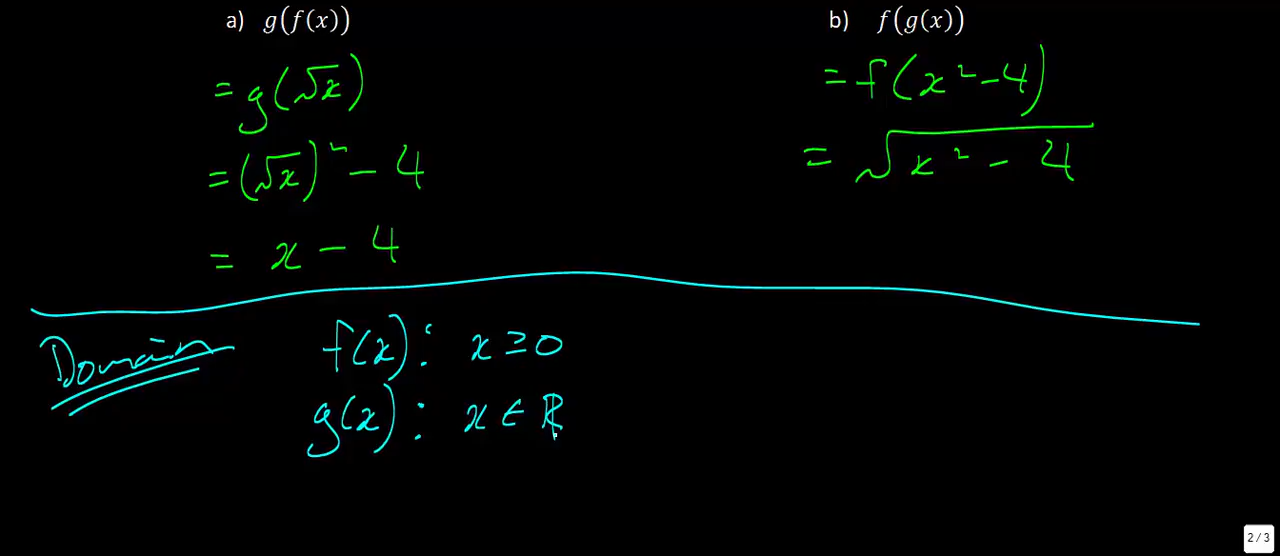 a) g(f(x))
= g(√x)
= (√x)² - 4
= x - 4
b) f(g(x))
= f(x² - 4)
= √(x² - 4)
Domain
f(x): x ≥ 0
g(x): x ∈ ℝ
2/3